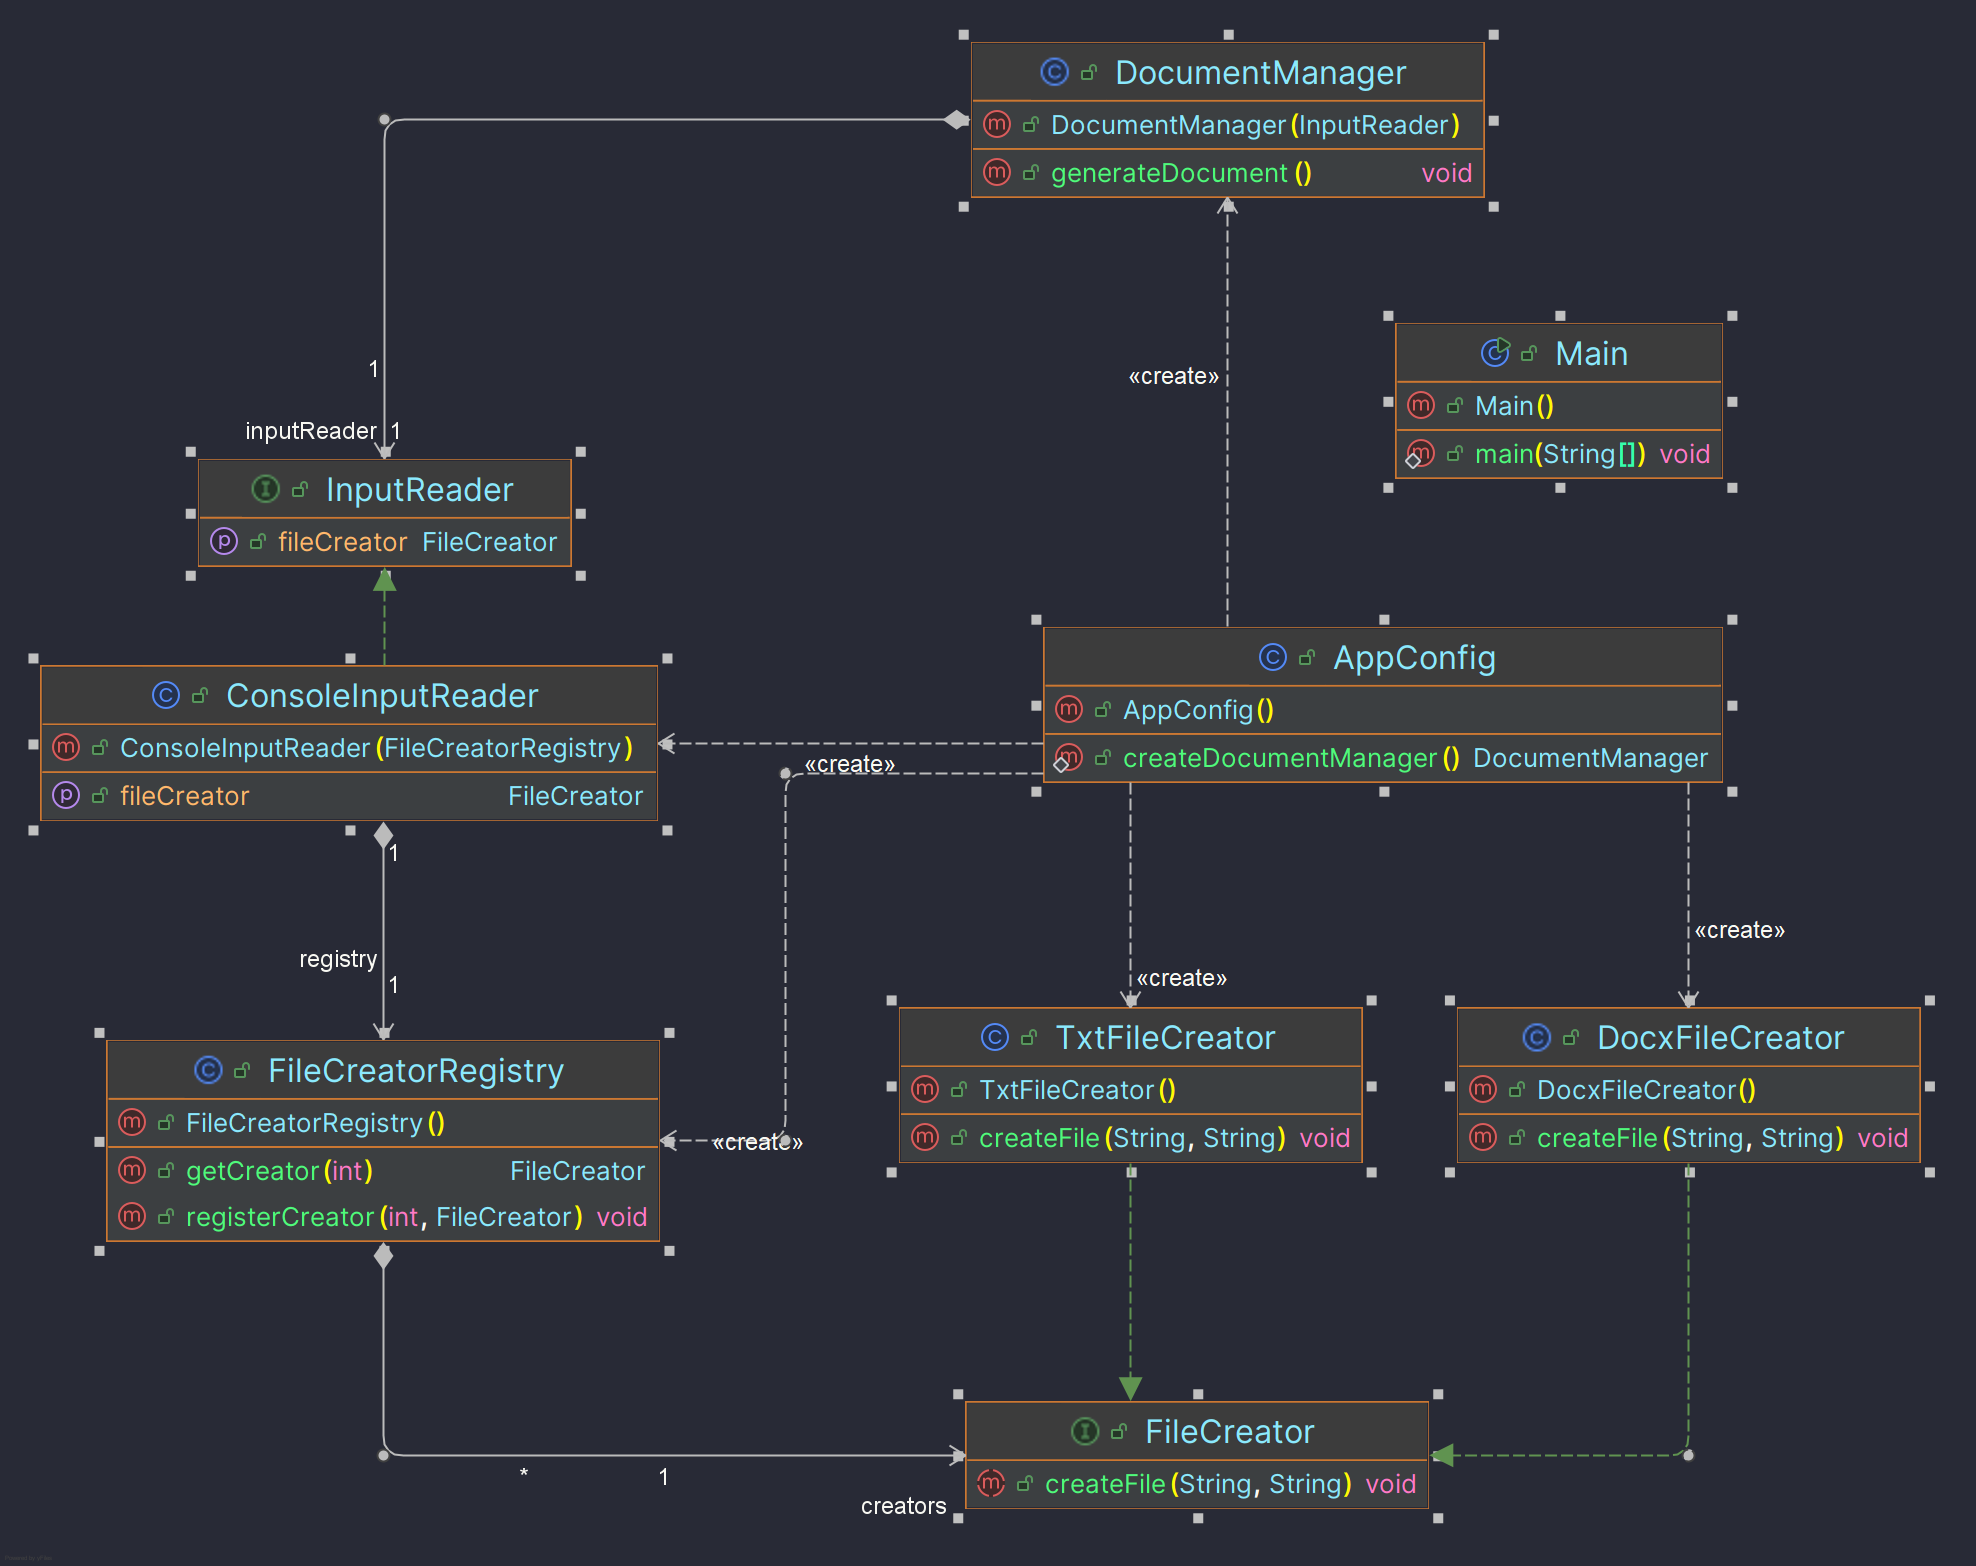 DocumentManager
DocumentManager(InputReader)
generateDocument() void
1
inputReader 1
«create»
Main
Main()
main(String[]) void
InputReader
fileCreator FileCreator
ConsoleInputReader
ConsoleInputReader(FileCreatorRegistry)
fileCreator FileCreator
AppConfig
AppConfig()
createDocumentManager() DocumentManager
«create»
1
registry
1
«create»
«create»
FileCreatorRegistry
FileCreatorRegistry()
getCreator(int) FileCreator
registerCreator(int, FileCreator) void
«create»
TxtFileCreator
TxtFileCreator()
createFile(String, String) void
DocxFileCreator
DocxFileCreator()
createFile(String, String) void
* 1
creators
FileCreator
createFile(String, String) void